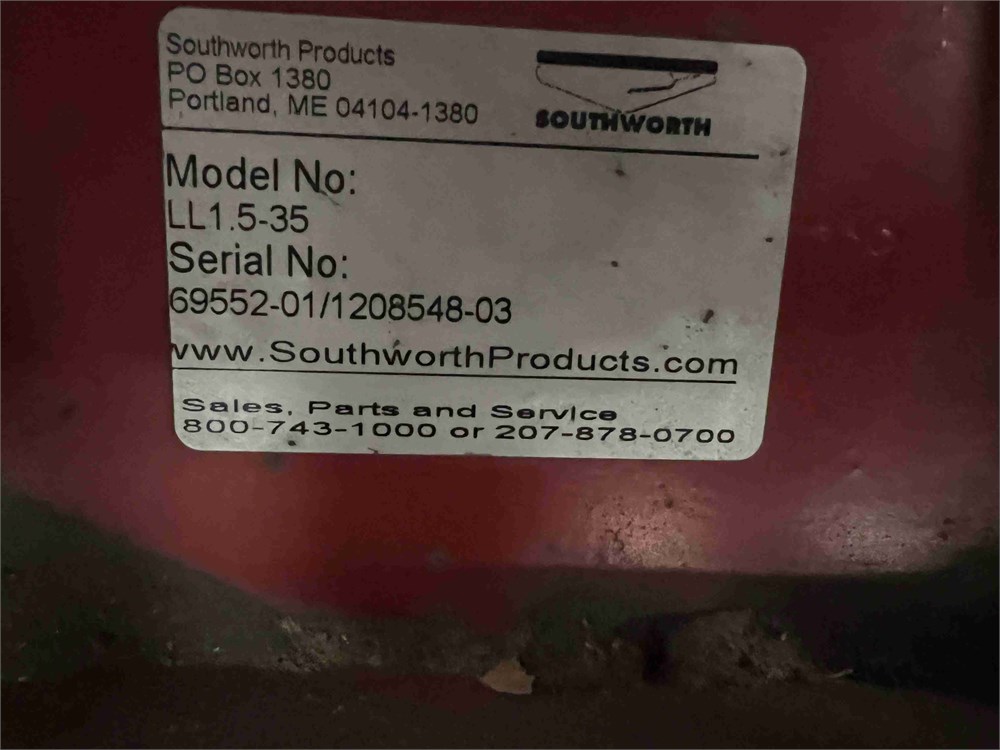 Southworth Products
PO Box 1380
Portland, ME 04104-1380
SOUTHWORTH
Model No:
LL1.5-35
Serial No:
69552-01/1208548-03
www.SouthworthProducts.com
Sales, Parts and Service
800-743-1000 or 207-878-0700